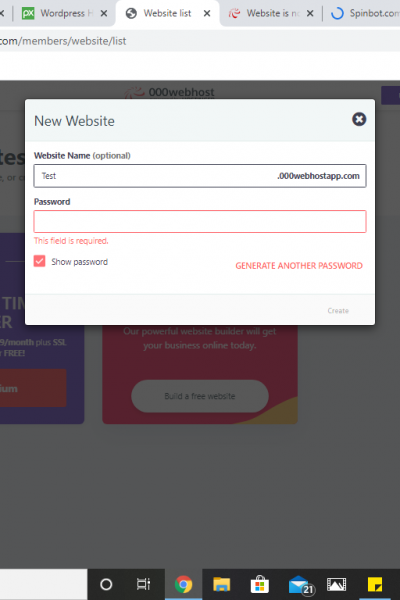 Wordpress H
Website list
Website is n
Spinbot.com
.com/members/website/list
000webhost
New Website
Website Name (optional)
Test .000webhostapp.com
Password
This field is required.
Show password
GENERATE ANOTHER PASSWORD
Create
tes
e, or c
TIM
ER
9/month plus SSL
r FREE!
ium
Our powerful website builder will get
your business online today.
Build a free website
21